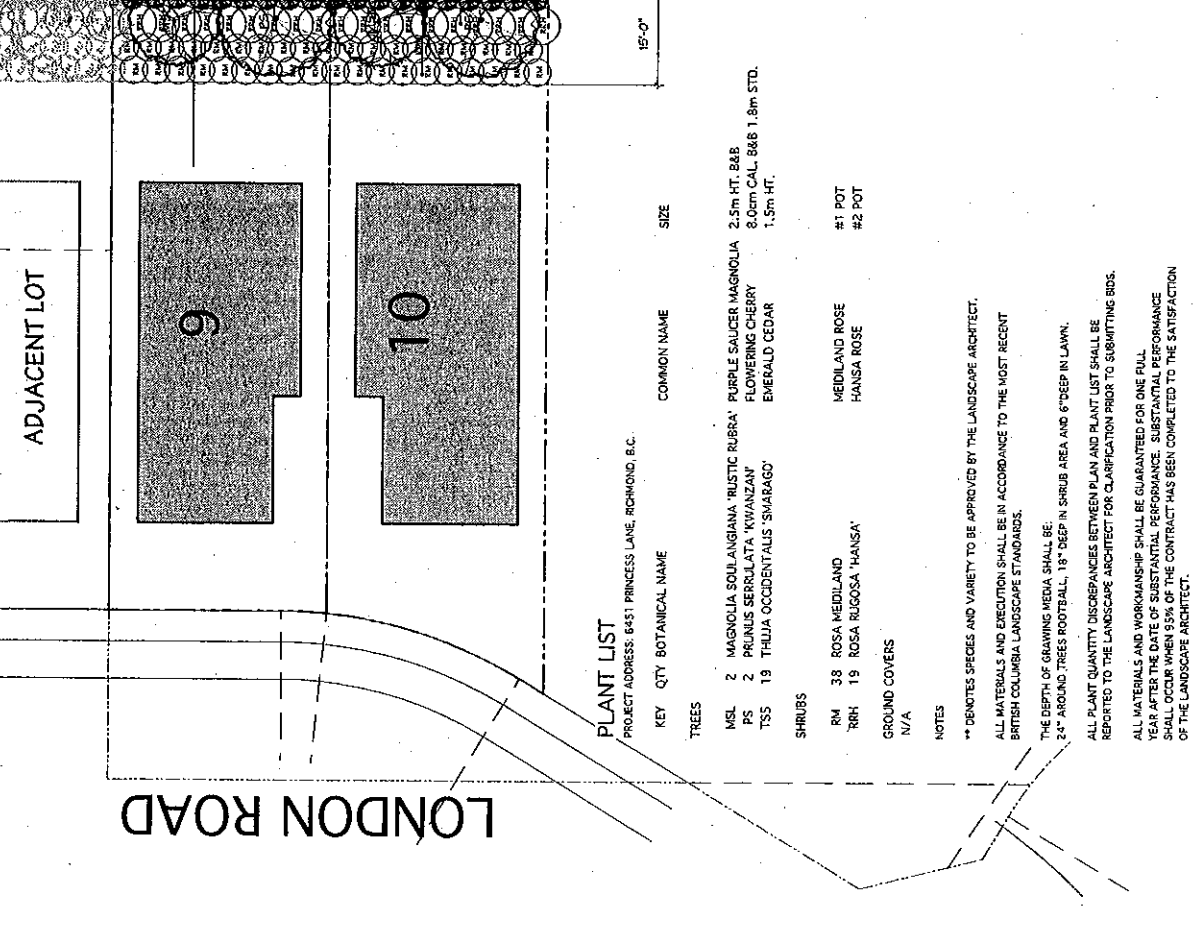 ADJACENT LOT
9
10
LONDON ROAD
15'-0"
PLANT LIST
PROJECT ADDRESS: 6451 PRINCESS LANE, RICHMOND, B.C.
KEY QTY BOTANICAL NAME COMMON NAME SIZE
TREES
MSL 2 MAGNOLIA SOULANGIANA 'RUSTIC RUBRA' PURPLE SAUCER MAGNOLIA 2.5m HT. B&B
PS 2 PRUNUS SERRULATA 'KWANZAN' FLOWERING CHERRY 8.0cm CAL. B&B 1.8m STD.
TSS 19 THUJA OCCIDENTALIS 'SMARAGD' EMERALD CEDAR 1.5m HT.
SHRUBS
RM 38 ROSA MEIDILAND MEIDILAND ROSE #1 POT
RRH 19 ROSA RUGOSA 'HANSA' HANSA ROSE #2 POT
GROUND COVERS
N/A
NOTES
** DENOTES SPECIES AND VARIETY TO BE APPROVED BY THE LANDSCAPE ARCHITECT.
ALL MATERIALS AND EXECUTION SHALL BE IN ACCORDANCE TO THE MOST RECENT
BRITISH COLUMBIA LANDSCAPE STANDARDS.
THE DEPTH OF GRAWING MEDIA SHALL BE:
24" AROUND TREES ROOTBALL, 18" DEEP IN SHRUB AREA AND 6" DEEP IN LAWN.
ALL PLANT QUANTITY DISCREPANCIES BETWEEN PLAN AND PLANT LIST SHALL BE
REPORTED TO THE LANDSCAPE ARCHITECT FOR CLARIFICATION PRIOR TO SUBMITTING BIDS.
ALL MATERIALS AND WORKMANSHIP SHALL BE GUARANTEED FOR ONE FULL
YEAR AFTER THE DATE OF SUBSTANTIAL PERFORMANCE. SUBSTANTIAL PERFORMANCE
SHALL OCCUR WHEN 95% OF THE CONTRACT HAS BEEN COMPLETED TO THE SATISFACTION
OF THE LANDSCAPE ARCHITECT.